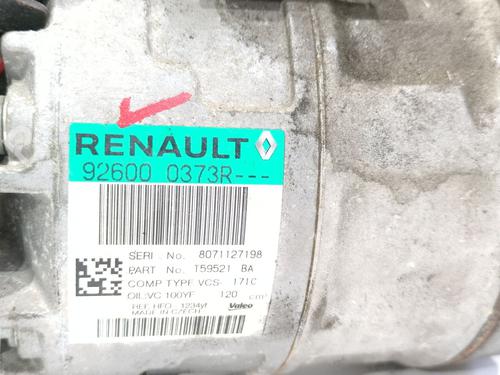 RENAULT
92600 0373R---
SERI . No. 8071127198
PART No. T59521 BA
COMP TYPE VCS- 171C
OIL:VC 100YF 120 cm³
REF. HFO - 1234yf Valeo
MADE IN CZECH